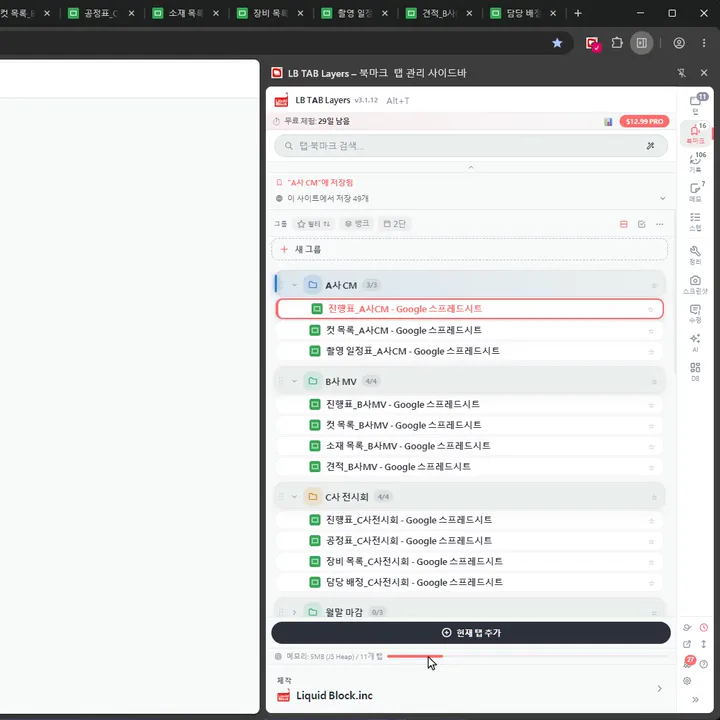 컷 목록_B
공정표_C
소재 목록
장비 목록
촬영 일정
견적_B사
담당 배정
LB TAB Layers – 북마크 탭 관리 사이드바
LB TAB Layers v3.1.12 Alt+T
무료 체험: 29일 남음 $12.99 PRO
탭·북마크 검색...
"A사 CM"에 저장됨
이 사이트에서 저장 49개
그룹 필터 뱅크 2단
새 그룹
A사 CM 3/3
진행표_A사CM - Google 스프레드시트
컷 목록_A사CM - Google 스프레드시트
촬영 일정표_A사CM - Google 스프레드시트
B사 MV 4/4
진행표_B사MV - Google 스프레드시트
컷 목록_B사MV - Google 스프레드시트
소재 목록_B사MV - Google 스프레드시트
견적_B사MV - Google 스프레드시트
C사 전시회 4/4
진행표_C사전시회 - Google 스프레드시트
공정표_C사전시회 - Google 스프레드시트
장비 목록_C사전시회 - Google 스프레드시트
담당 배정_C사전시회 - Google 스프레드시트
월말 마감 0/3
현재 탭 추가
메모리: 5MB (JS Heap) / 11개 탭
제작
Liquid Block.inc
11
탭
16
북마크
106
기록
7
메모
스텝
정리
스크린샷
수정
AI
DB
27